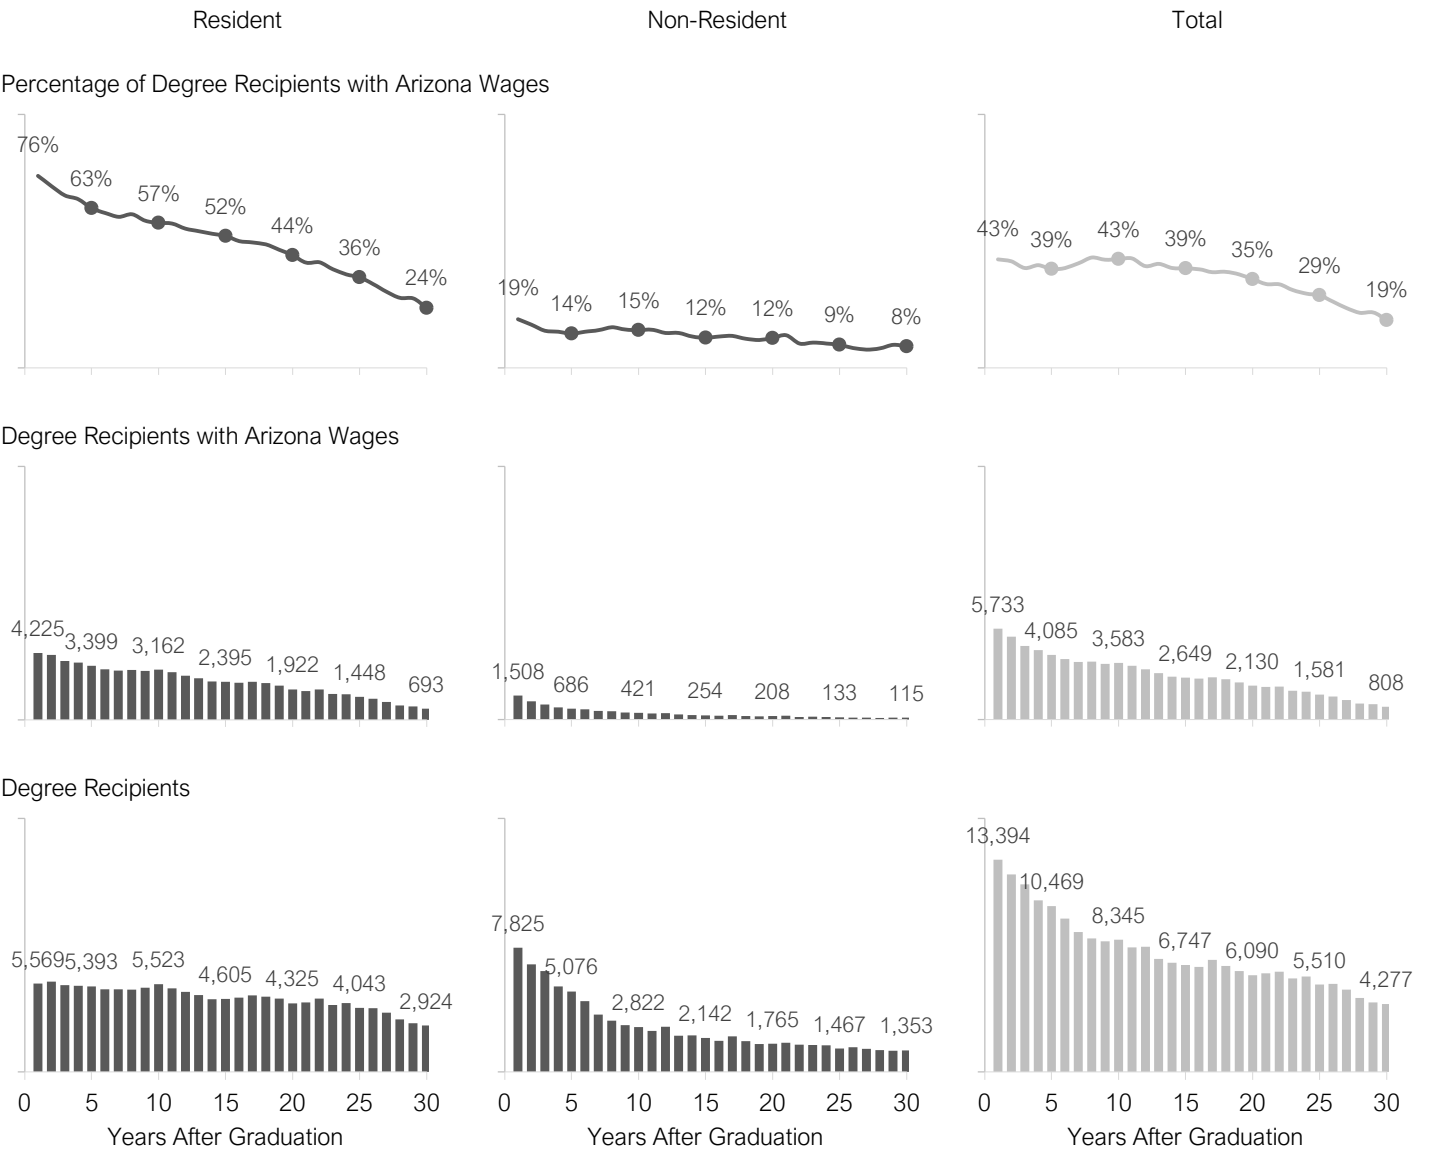 Resident Non-Resident Total
Percentage of Degree Recipients with Arizona Wages
76% 63% 57% 52% 44% 36% 24%
19% 14% 15% 12% 12% 9% 8%
43% 39% 43% 39% 35% 29% 19%
Degree Recipients with Arizona Wages
4,225 3,399 3,162 2,395 1,922 1,448 693
1,508 686 421 254 208 133 115
5,733 4,085 3,583 2,649 2,130 1,581 808
Degree Recipients
5,569 5,393 5,523 4,605 4,325 4,043 2,924
7,825 5,076 2,822 2,142 1,765 1,467 1,353
13,394 10,469 8,345 6,747 6,090 5,510 4,277
0 5 10 15 20 25 30 0 5 10 15 20 25 30 0 5 10 15 20 25 30
Years After Graduation Years After Graduation Years After Graduation